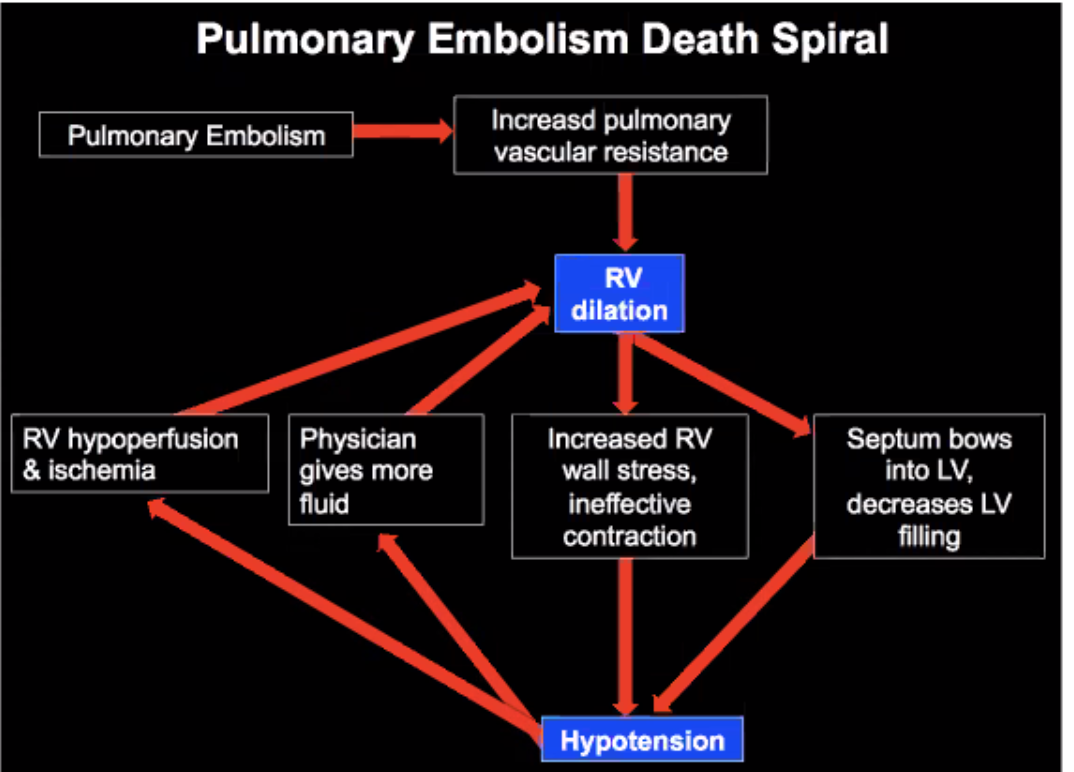 Pulmonary Embolism Death Spiral
Pulmonary Embolism
Increasd pulmonary
vascular resistance
RV
dilation
RV hypoperfusion
& ischemia
Physician
gives more
fluid
Increased RV
wall stress,
ineffective
contraction
Septum bows
into LV,
decreases LV
filling
Hypotension